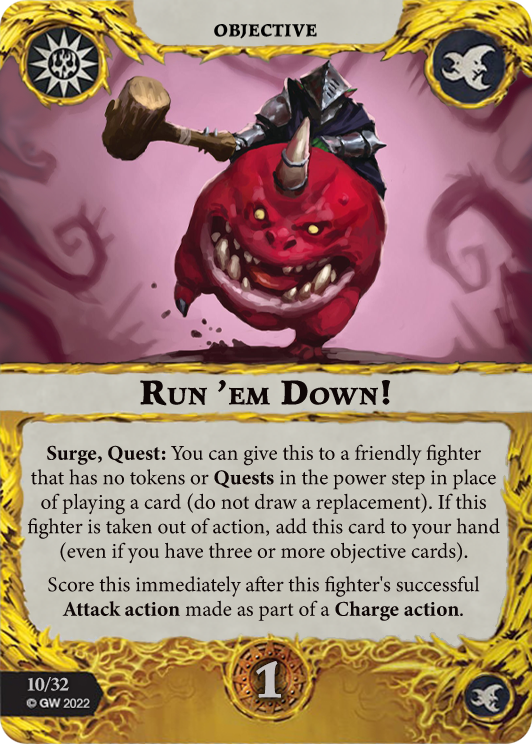 OBJECTIVE
RUN ’EM DOWN!
Surge, Quest: You can give this to a friendly fighter
that has no tokens or Quests in the power step in place
of playing a card (do not draw a replacement). If this
fighter is taken out of action, add this card to your hand
(even if you have three or more objective cards).
Score this immediately after this fighter's successful
Attack action made as part of a Charge action.
1
10/32
© GW 2022